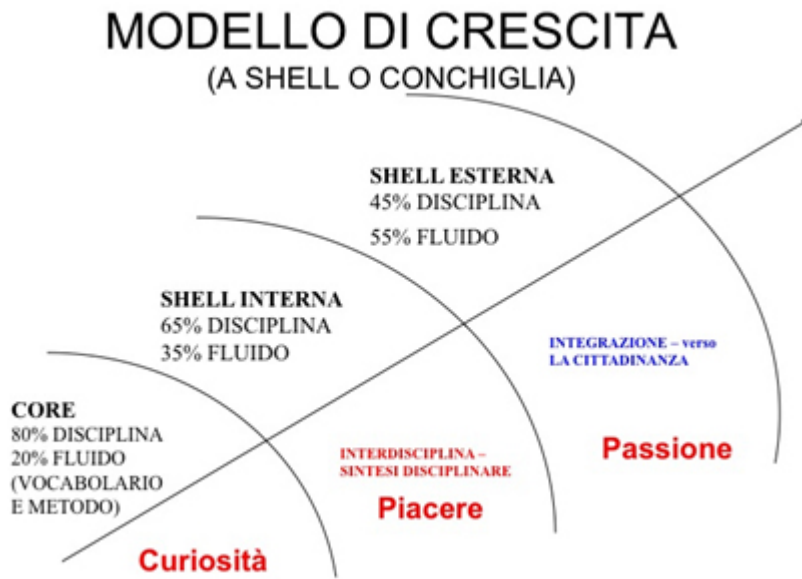 MODELLO DI CRESCITA
(A SHELL O CONCHIGLIA)
SHELL ESTERNA
45% DISCIPLINA
55% FLUIDO
SHELL INTERNA
65% DISCIPLINA
35% FLUIDO
INTEGRAZIONE – verso
LA CITTADINANZA
CORE
80% DISCIPLINA
20% FLUIDO
(VOCABOLARIO
E METODO)
INTERDISCIPLINA –
SINTESI DISCIPLINARE
Passione
Piacere
Curiosità